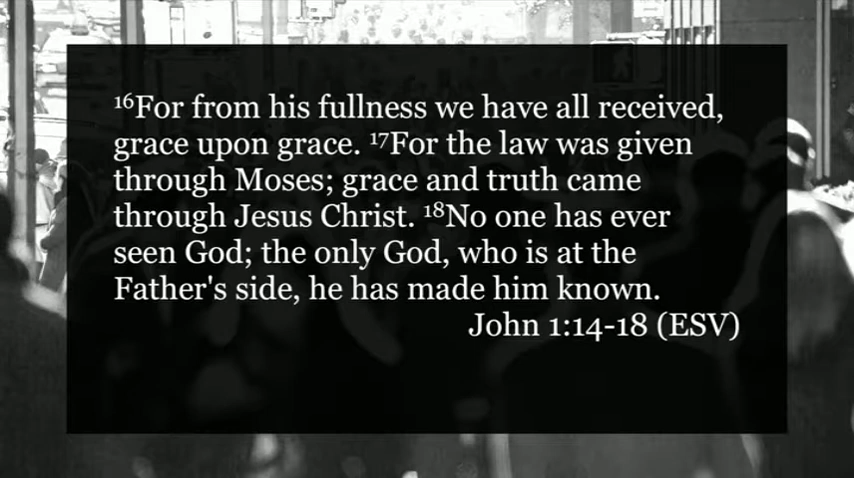 ¹⁶For from his fullness we have all received,
grace upon grace. ¹⁷For the law was given
through Moses; grace and truth came
through Jesus Christ. ¹⁸No one has ever
seen God; the only God, who is at the
Father's side, he has made him known.
John 1:14-18 (ESV)